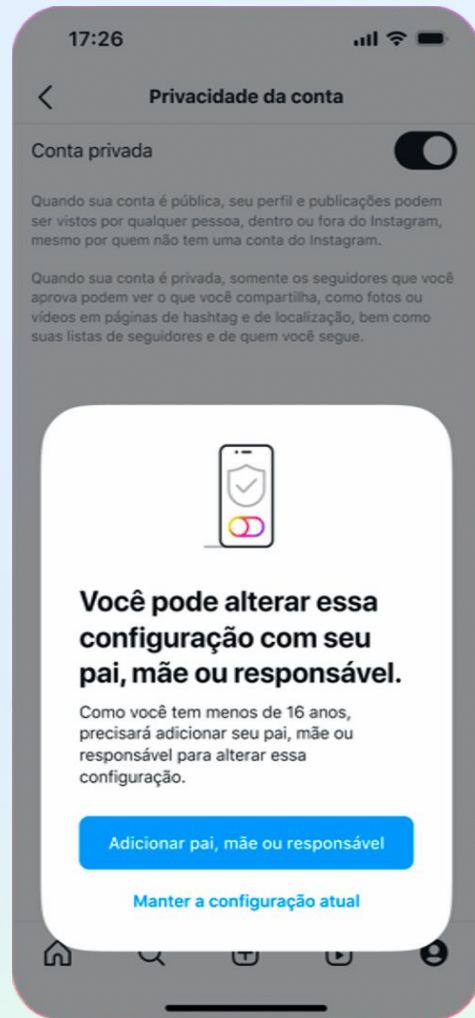 17:26
Privacidade da conta
Conta privada
Quando sua conta é pública, seu perfil e publicações podem
ser vistos por qualquer pessoa, dentro ou fora do Instagram,
mesmo por quem não tem uma conta do Instagram.
Quando sua conta é privada, somente os seguidores que você
aprova podem ver o que você compartilha, como fotos ou
vídeos em páginas de hashtag e de localização, bem como
suas listas de seguidores e de quem você segue.
Você pode alterar essa
configuração com seu
pai, mãe ou responsável.
Como você tem menos de 16 anos,
precisará adicionar seu pai, mãe ou
responsável para alterar essa
configuração.
Adicionar pai, mãe ou responsável
Manter a configuração atual